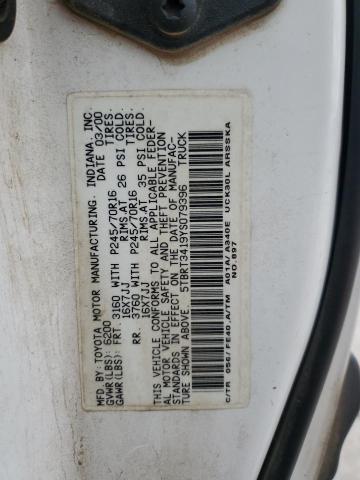 MFD.BY: TOYOTA MOTOR MANUFACTURING, INDIANA, INC.
GVWR(LBS): 6200 DATE 03/00
GAWR(LBS): FRT. 3160 WITH P245/70R16 TIRES.
16X7JJ RIMS.AT 26 PSI COLD.
RR. 3760 WITH P245/70R16 TIRES.
16X7JJ RIMS.AT 35 PSI COLD.
THIS VEHICLE CONFORMS TO ALL APPLICABLE FEDER-
AL MOTOR VEHICLE SAFETY AND THEFT PREVENTION
STANDARDS IN EFFECT ON THE DATE OF MANUFAC-
TURE SHOWN ABOVE.
5TBRT3419YS079396 TRUCK
C/TR 056/FE40.A/TM A01A/A340E UCK30L ARSSKA
NO.897